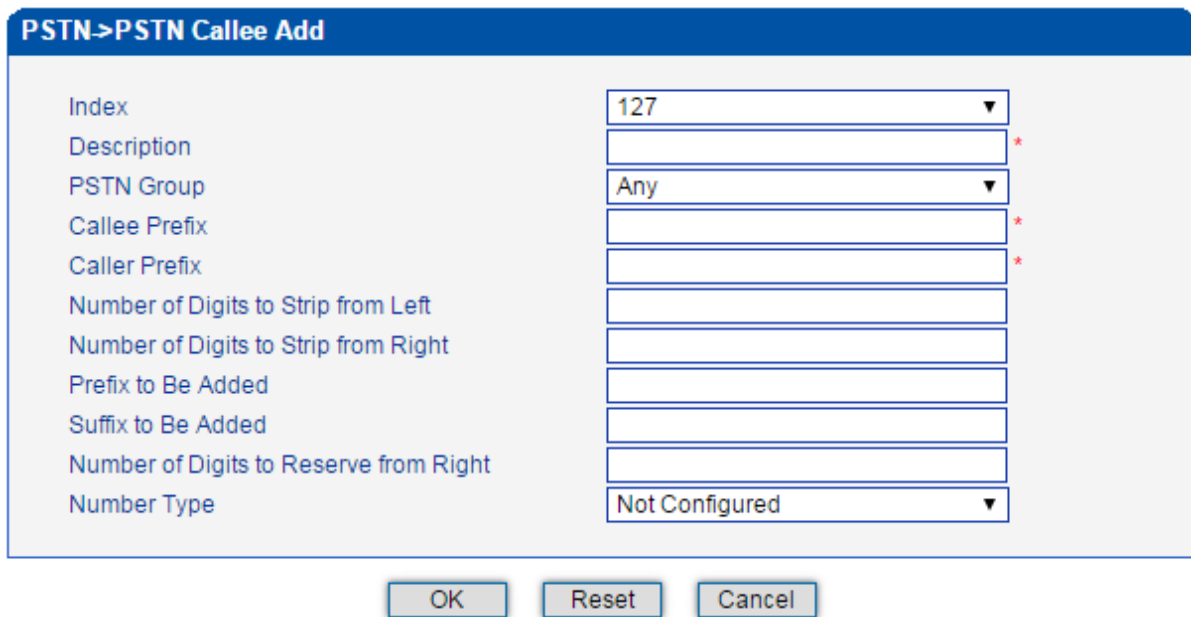 PSTN->PSTN Callee Add
Index 127
Description *
PSTN Group Any
Callee Prefix *
Caller Prefix *
Number of Digits to Strip from Left
Number of Digits to Strip from Right
Prefix to Be Added
Suffix to Be Added
Number of Digits to Reserve from Right
Number Type Not Configured
OK Reset Cancel